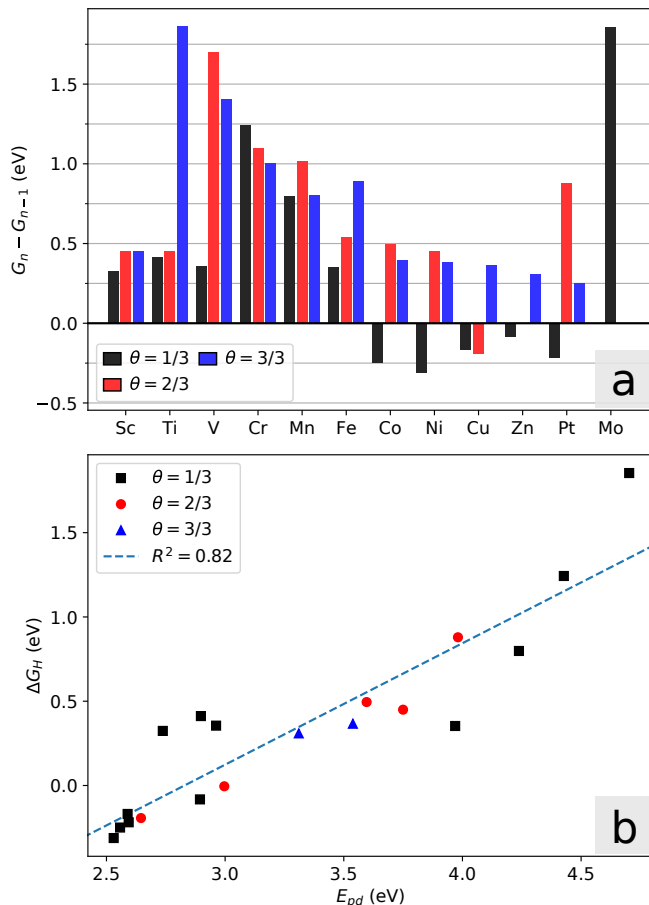 1.5
1.0
0.5
0.0
−0.5
G_n − G_{n−1} (eV)
θ = 1/3
θ = 2/3
θ = 3/3
a
Sc Ti V Cr Mn Fe Co Ni Cu Zn Pt Mo
θ = 1/3
θ = 2/3
θ = 3/3
R² = 0.82
1.5
1.0
0.5
0.0
ΔG_H (eV)
b
2.5 3.0 3.5 4.0 4.5
E_{pd} (eV)